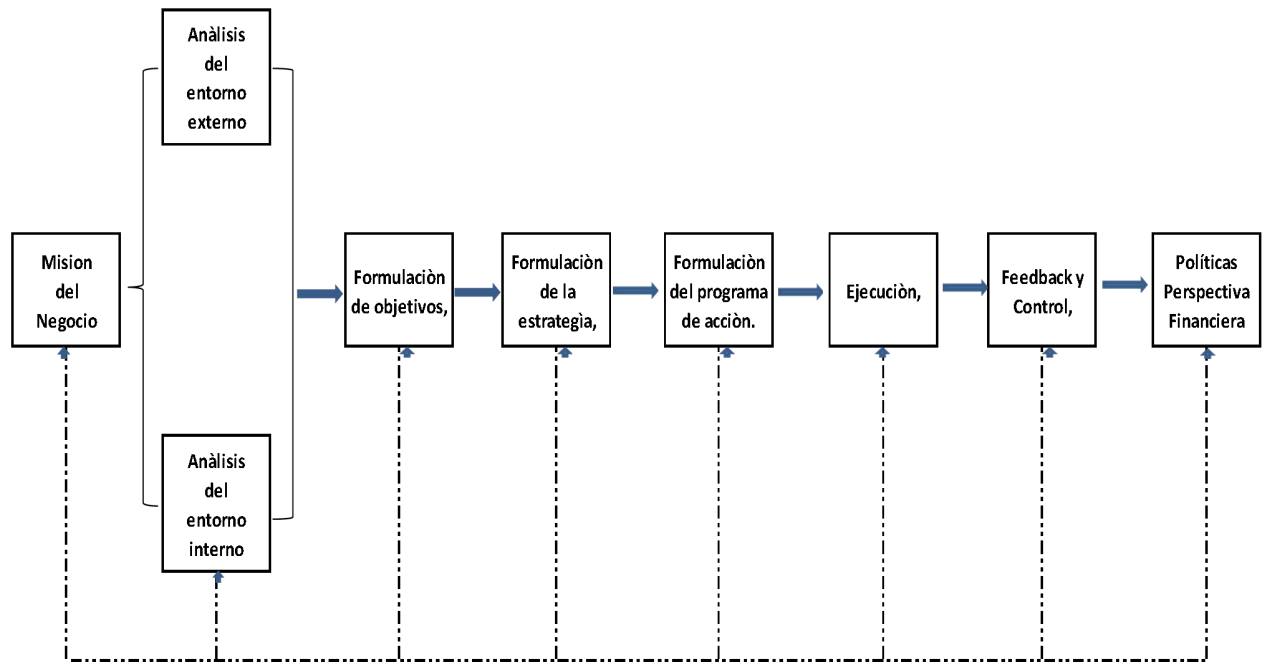 Anàlisis
del
entorno
externo
Mision
del
Negocio
Formulaciòn
de objetivos,
Formulaciòn
de la
estrategìa,
Formulaciòn
del programa
de acciòn.
Ejecuciòn,
Feedback y
Control,
Políticas
Perspectiva
Financiera
Anàlisis
del
entorno
interno